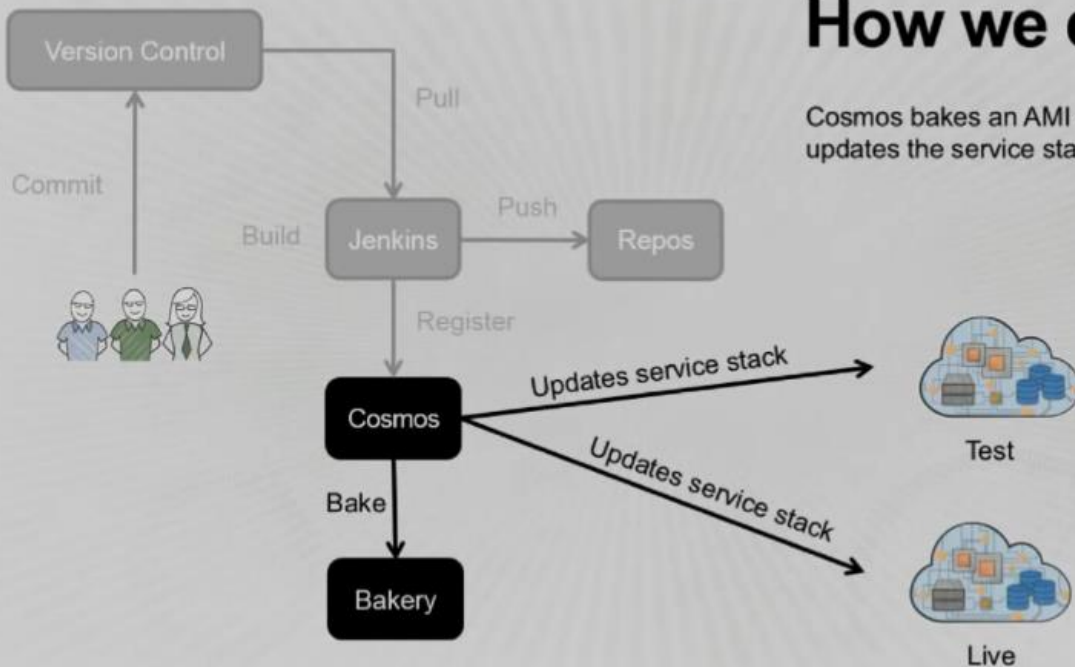 How we
Version Control
Pull
Cosmos bakes an AMI
updates the service
Commit
Push
Build
Jenkins
Repos
Register
Updates service stack
Cosmos
Test
Updates service stack
Bake
Bakery
Live